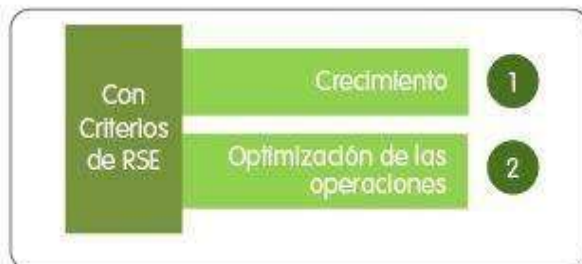 Con
Criterios
de RSE
Crecimiento
1
Optimización de las
operaciones
2